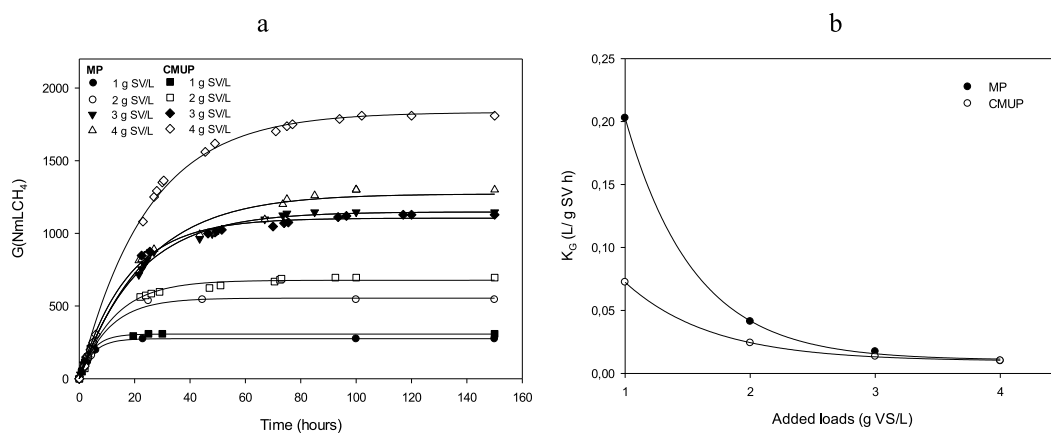 a
MP CMUP
1 g SV/L 1 g SV/L
2 g SV/L 2 g SV/L
3 g SV/L 3 g SV/L
4 g SV/L 4 g SV/L
2000
1500
1000
500
0
G(NmLCH4)
0 20 40 60 80 100 120 140 160
Time (hours)
b
MP
CMUP
0,25
0,20
0,15
0,10
0,05
0,00
KG (L/ g SV h)
1 2 3 4
Added loads (g VS/L)